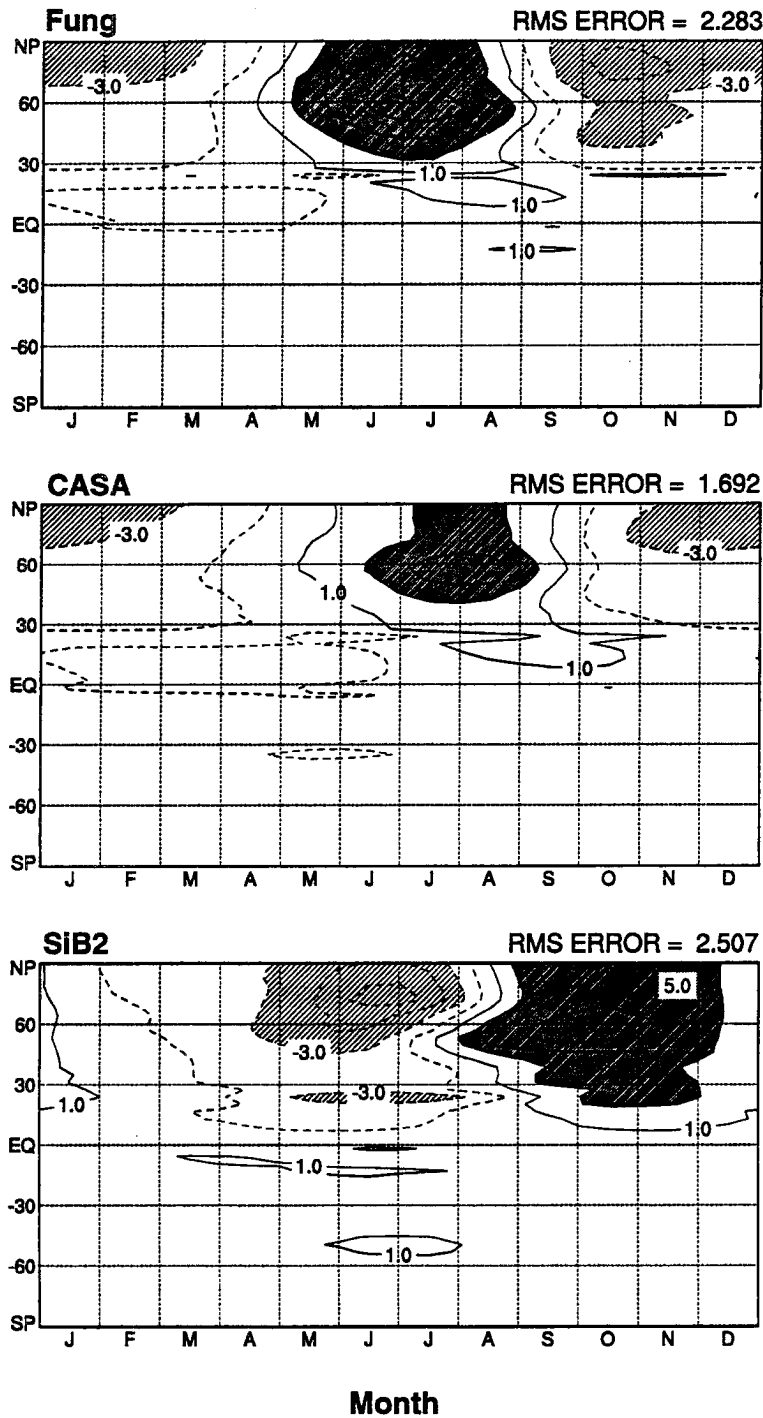 Fung RMS ERROR = 2.283
NP
-3.0 -3.0
60
30
1.0
1.0
EQ
1.0
-30
-60
SP
J F M A M J J A S O N D
CASA RMS ERROR = 1.692
NP
-3.0 -3.0
60
1.0
30
1.0
EQ
-30
-60
SP
J F M A M J J A S O N D
SiB2 RMS ERROR = 2.507
NP
5.0
60
-3.0
30
-3.0
1.0 1.0
EQ
1.0
-30
1.0
-60
SP
J F M A M J J A S O N D
Month